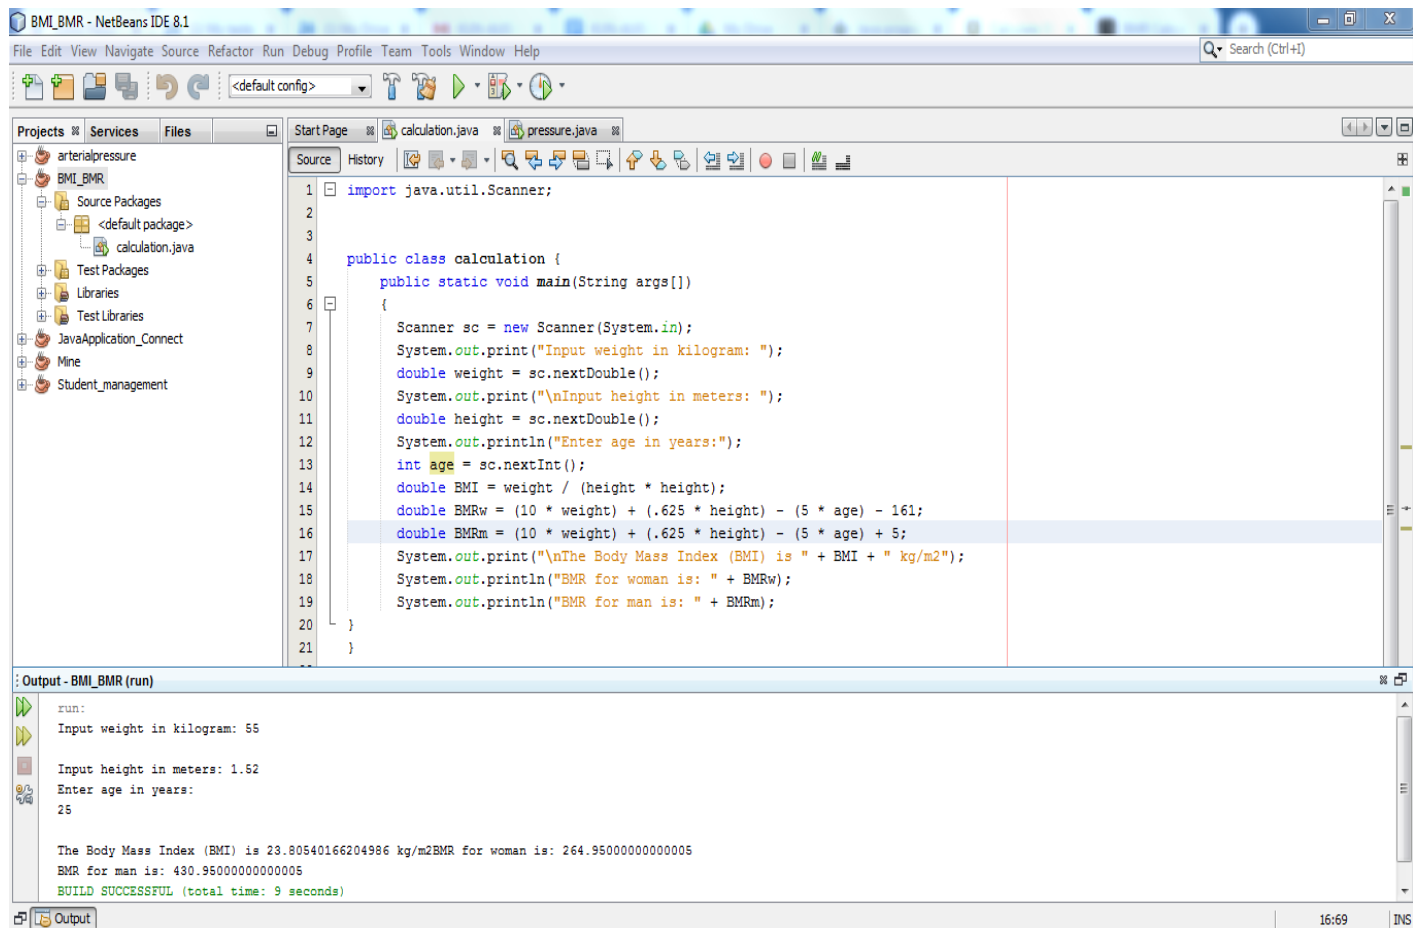 BMI_BMR - NetBeans IDE 8.1
File Edit View Navigate Source Refactor Run Debug Profile Team Tools Window Help
Search (Ctrl+I)
<default config>
Projects Services Files
Start Page calculation.java pressure.java
Source History
arterialpressure
BMI_BMR
Source Packages
<default package>
calculation.java
Test Packages
Libraries
Test Libraries
JavaApplication_Connect
Mine
Student_management
1 import java.util.Scanner;
2
3
4 public class calculation {
5 public static void main(String args[])
6 {
7 Scanner sc = new Scanner(System.in);
8 System.out.print("Input weight in kilogram: ");
9 double weight = sc.nextDouble();
10 System.out.print("\nInput height in meters: ");
11 double height = sc.nextDouble();
12 System.out.println("Enter age in years:");
13 int age = sc.nextInt();
14 double BMI = weight / (height * height);
15 double BMRw = (10 * weight) + (.625 * height) - (5 * age) - 161;
16 double BMRm = (10 * weight) + (.625 * height) - (5 * age) + 5;
17 System.out.print("\nThe Body Mass Index (BMI) is " + BMI + " kg/m2");
18 System.out.println("BMR for woman is: " + BMRw);
19 System.out.println("BMR for man is: " + BMRm);
20 }
21 }
Output - BMI_BMR (run)
run:
Input weight in kilogram: 55
Input height in meters: 1.52
Enter age in years:
25
The Body Mass Index (BMI) is 23.80540166204986 kg/m2BMR for woman is: 264.95000000000005
BMR for man is: 430.95000000000005
BUILD SUCCESSFUL (total time: 9 seconds)
Output
16:69 INS